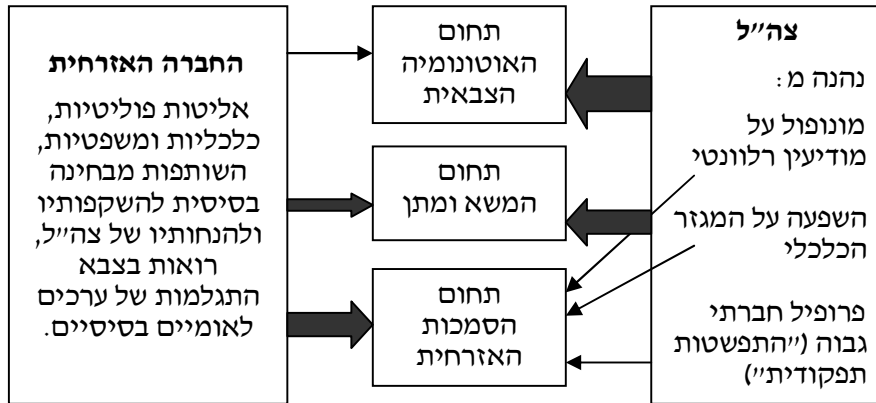 צה״ל
נהנה מ:
מונופול על
מודיעין רלוונטי
השפעה על המגזר
הכלכלי
פרופיל חברתי
גבוה (״התפשטות
תפקודית״)
תחום
האוטונומיה
הצבאית
תחום
המשא ומתן
תחום
הסמכות
האזרחית
החברה האזרחית
אליטות פוליטיות,
כלכליות ומשפטיות,
השותפות מבחינה
בסיסית להשקפותיו
ולהנחותיו של צה״ל,
רואות בצבא
התגלמות של ערכים
לאומיים בסיסיים.